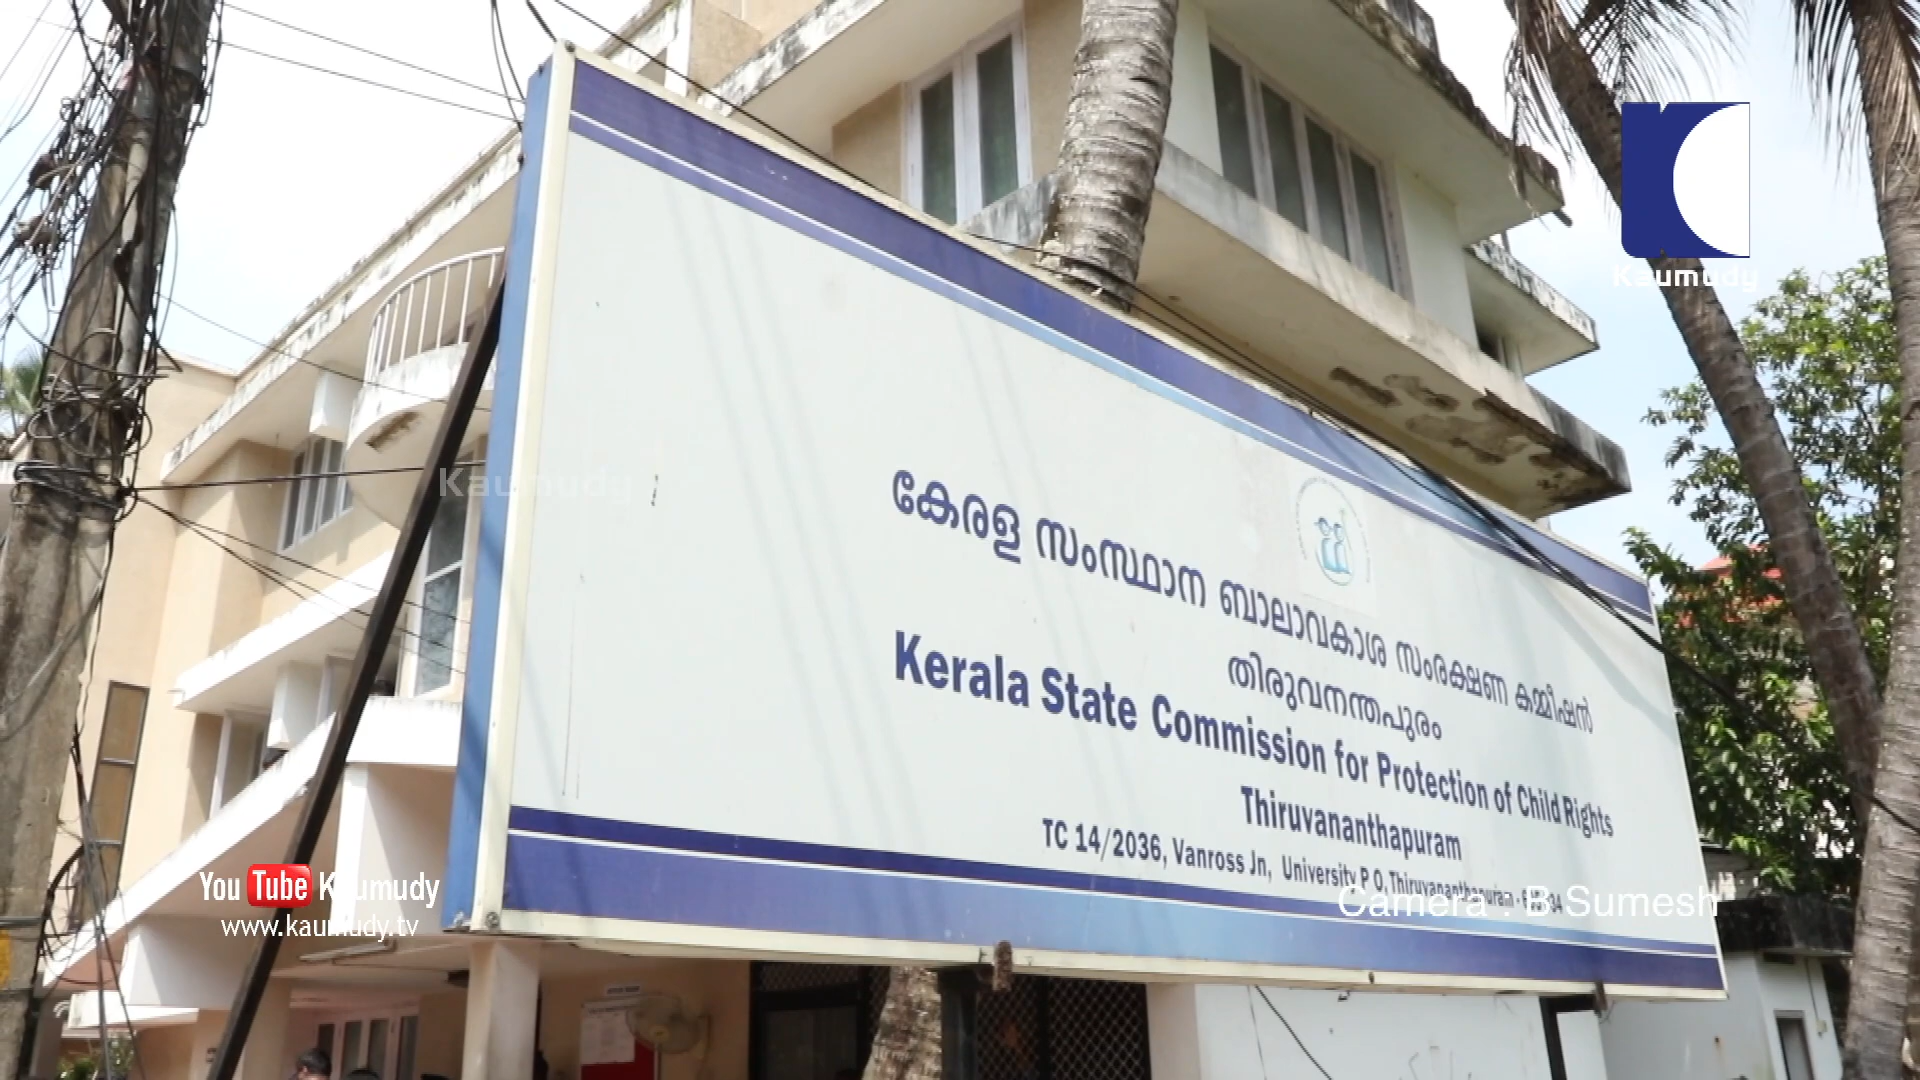 Kaumudy
Kaumudy
കേരള സംസ്ഥാന ബാലാവകാശ സംരക്ഷണ കമ്മീഷൻ
തിരുവനന്തപുരം
Kerala State Commission for Protection of Child Rights
Thiruvananthapuram
TC 14/2036, Vanross Jn, University P O, Thiruvananthapuram -
Camera : B Sumesh
You Tube Kaumudy
www.kaumudy.tv